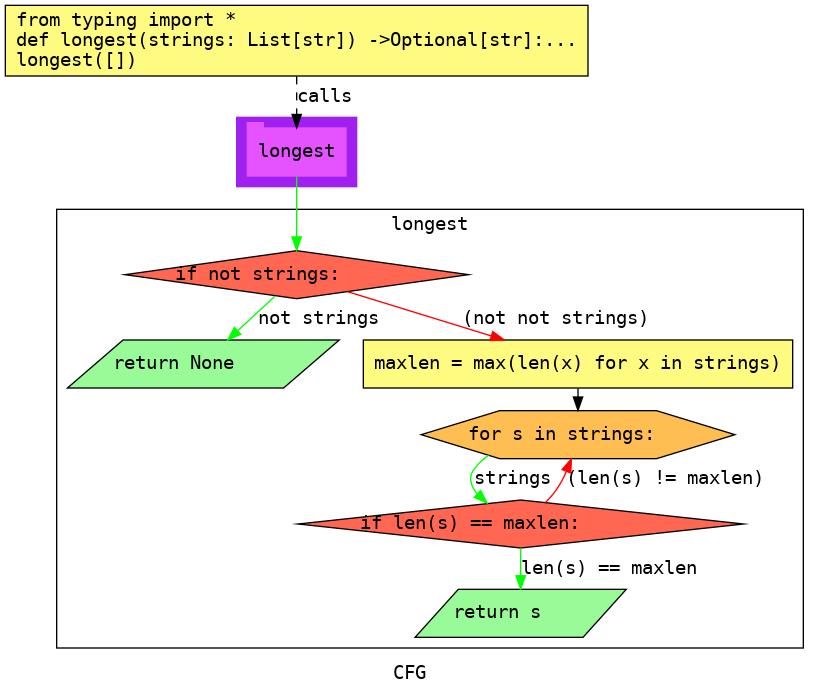 from typing import *
def longest(strings: List[str]) ->Optional[str]:...
longest([])
calls
longest
longest
if not strings:
not strings
(not not strings)
return None
maxlen = max(len(x) for x in strings)
for s in strings:
strings
(len(s) != maxlen)
if len(s) == maxlen:
len(s) == maxlen
return s
CFG